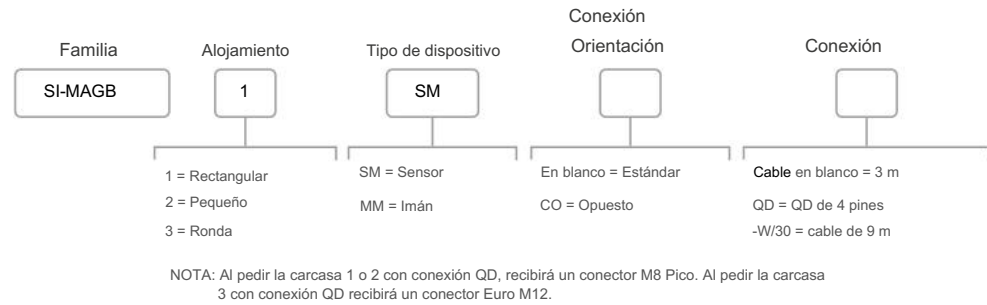 Conexión
Familia Alojamiento Tipo de dispositivo Orientación Conexión
SI-MAGB 1 SM
1 = Rectangular
2 = Pequeño
3 = Ronda
SM = Sensor
MM = Imán
En blanco = Estándar
CO = Opuesto
Cable en blanco = 3 m
QD = QD de 4 pines
-W/30 = cable de 9 m
NOTA: Al pedir la carcasa 1 o 2 con conexión QD, recibirá un conector M8 Pico. Al pedir la carcasa
3 con conexión QD recibirá un conector Euro M12.